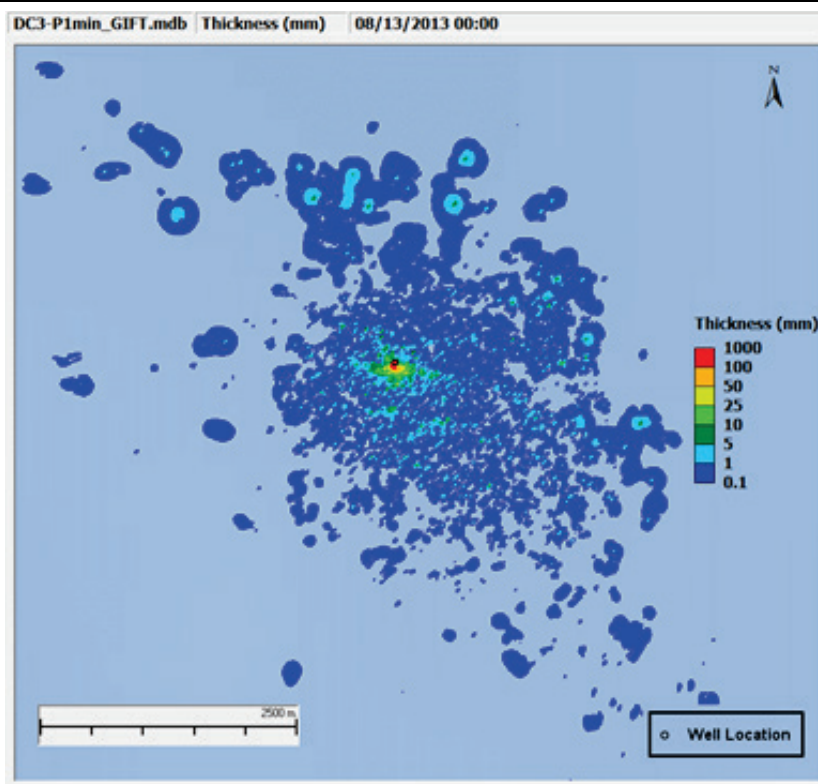 DC3-P1min_GIFT.mdb Thickness (mm) 08/13/2013 00:00
N
Thickness (mm)
1000
100
50
25
10
5
1
0.1
2500 m
Well Location